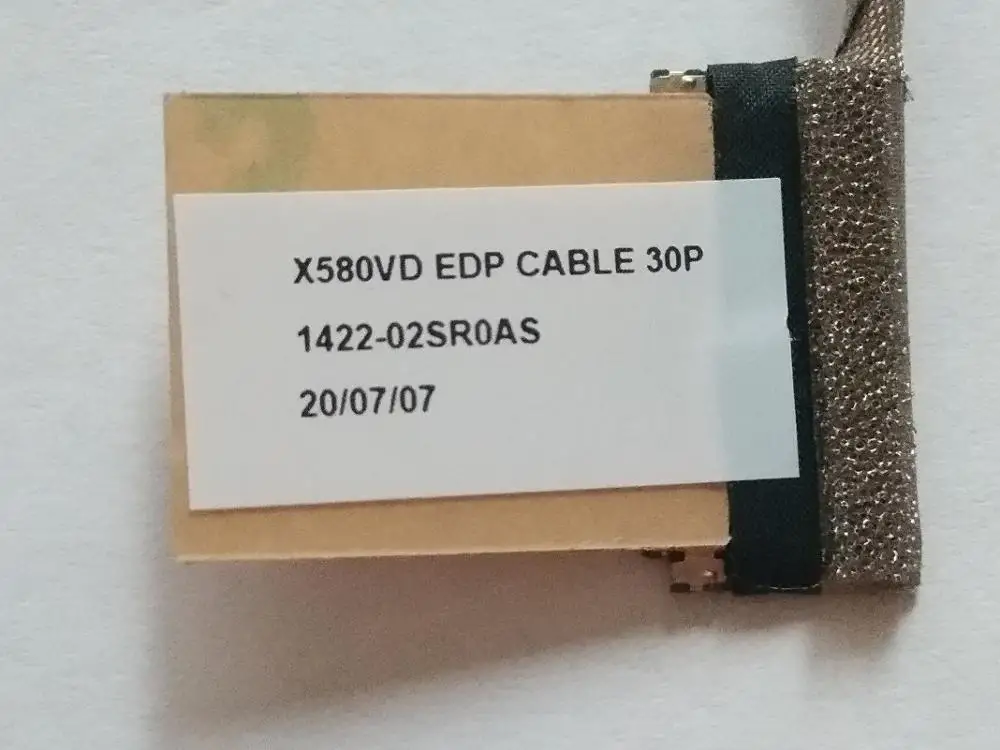 X580VD EDP CABLE 30P
1422-02SR0AS
20/07/07